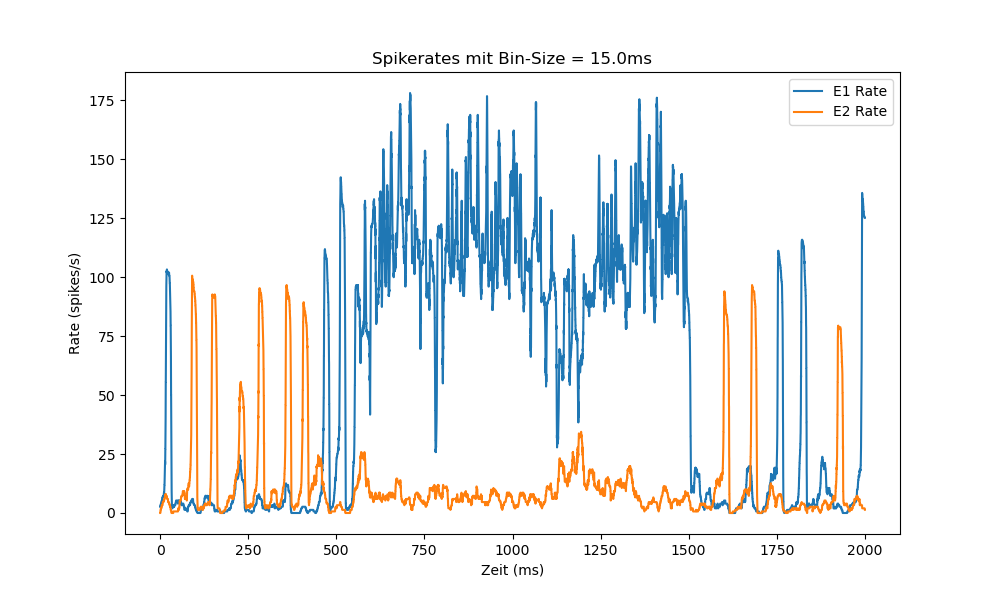 Spikerates mit Bin-Size = 15.0ms
E1 Rate
E2 Rate
175
150
125
100
75
50
25
0
Rate (spikes/s)
0 250 500 750 1000 1250 1500 1750 2000
Zeit (ms)